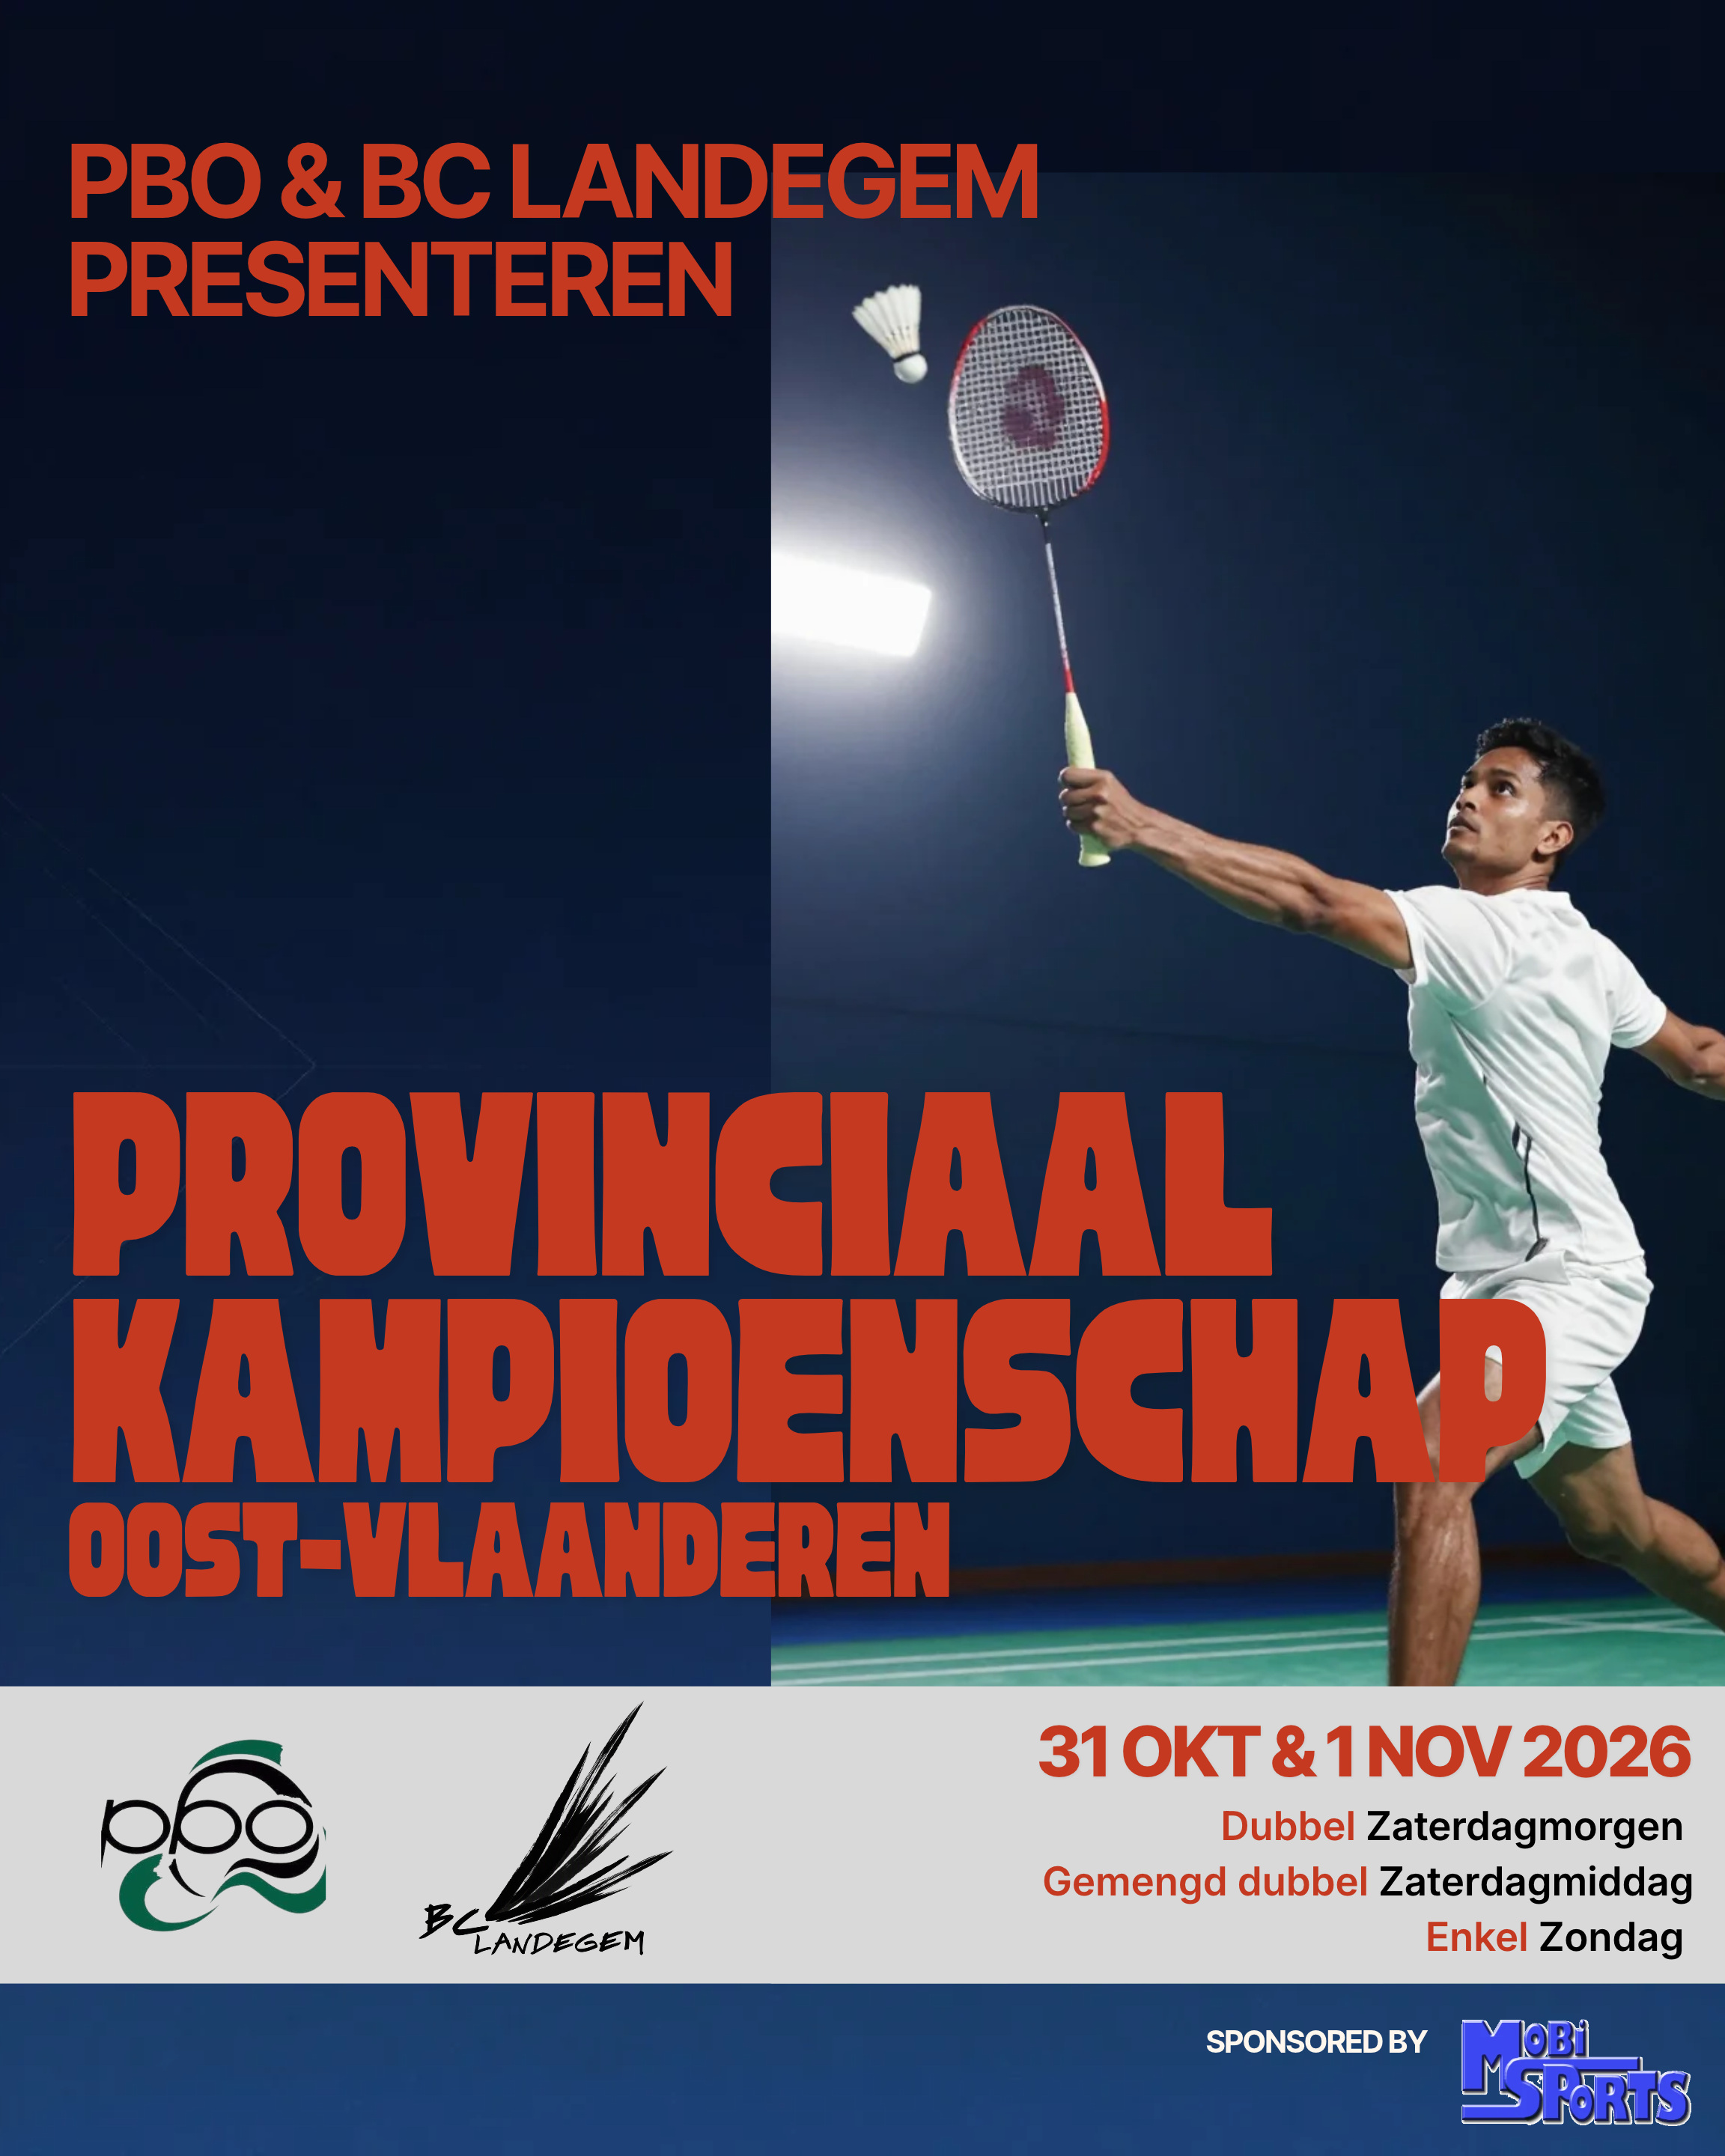 PBO & BC LANDEGEM
PRESENTEREN
PROVINCIAAL
KAMPIOENSCHAP
OOST-VLAANDEREN
pbo
BC
LANDEGEM
31 OKT & 1 NOV 2026
Dubbel Zaterdagmorgen
Gemengd dubbel Zaterdagmiddag
Enkel Zondag
SPONSORED BY
MOBi
SPORTS